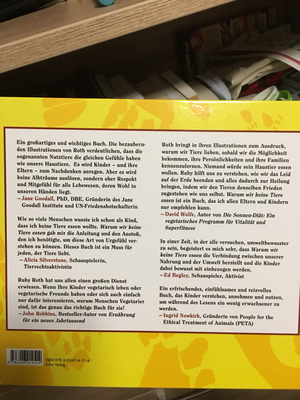 Ein großartiges und wichtiges Buch. Die bezaubern-
den Illustrationen von Roth verdeutlichen, dass die
sogenannten Nutztiere die gleichen Gefühle haben
wie unsere Haustiere. Es wird Kinder – und ihre
Eltern – zum Nachdenken anregen. Aber es wird
keine Albträume auslösen, sondern eher Respekt
und Mitgefühl für alle Lebewesen, deren Wohl in
unseren Händen liegt.
— Jane Goodall, PhD, DBE, Gründerin des Jane
Goodall Institute und UN-Friedensbotschafterin
Wie so viele Menschen wusste ich schon als Kind,
dass ich keine Tiere essen wollte. Warum wir keine
Tiere essen gab mir die Anleitung und den Anstoß,
den ich benötigte, um diese Art von Ungefühl ver-
stehen zu können. Dieses Buch ist ein Muss für
Jeden, der Tiere liebt.
— Alicia Silverstone, Schauspielerin,
Tierrechtsaktivistin
Ruby Roth hat uns allen einen großen Dienst
erwiesen. Wenn Ihre Kinder vegetarisch leben oder
vegetarische Freunde haben oder sich auch einfach
nur dafür interessieren, warum Menschen Vegetarier
sind, ist das genau das richtige Buch für sie!
— John Robbins, Bestseller-Autor von Ernährung
für ein neues Jahrtausend
Roth bringt in ihren Illustrationen zum Ausdruck,
warum wir Tiere lieben, sobald wir die Möglichkeit
bekommen, ihre Persönlichkeiten und ihre Familien
kennenzulernen. Niemand würde sein Haustier essen
wollen. Ruby hilft uns zu verstehen, wie wir das Leid
auf der Erde beenden und alles dadurch zur Heilung
bringen, indem wir den Tieren denselben Frieden
zugestehen wie uns selbst. Warum wir keine Tiere
essen ist ein Buch, das ich allen Eltern und Kindern
nur empfehlen kann.
— David Wolfe, Autor von Die Sonnen-Diät: Ein
vegetarisches Programm für Vitalität und
Superfitness
In einer Zeit, in der alle versuchen, umweltbewusster
zu sein, begeistert es mich sehr, dass Warum wir
keine Tiere essen die Verbindung zwischen unserer
Nahrung und der Umwelt herstellt und die Kinder
dabei bewusst mit einbezogen werden.
— Ed Begley, Schauspieler, Aktivist
Ein erfrischendes, einfühlsames und reizvolles
Buch, das Kinder verstehen, annehmen und nutzen,
um während des Lesens ein wenig erwachsener zu
werden.
— Ingrid Newkirk, Gründerin von People for the
Ethical Treatment of Animals (PETA)
Echo Verlag